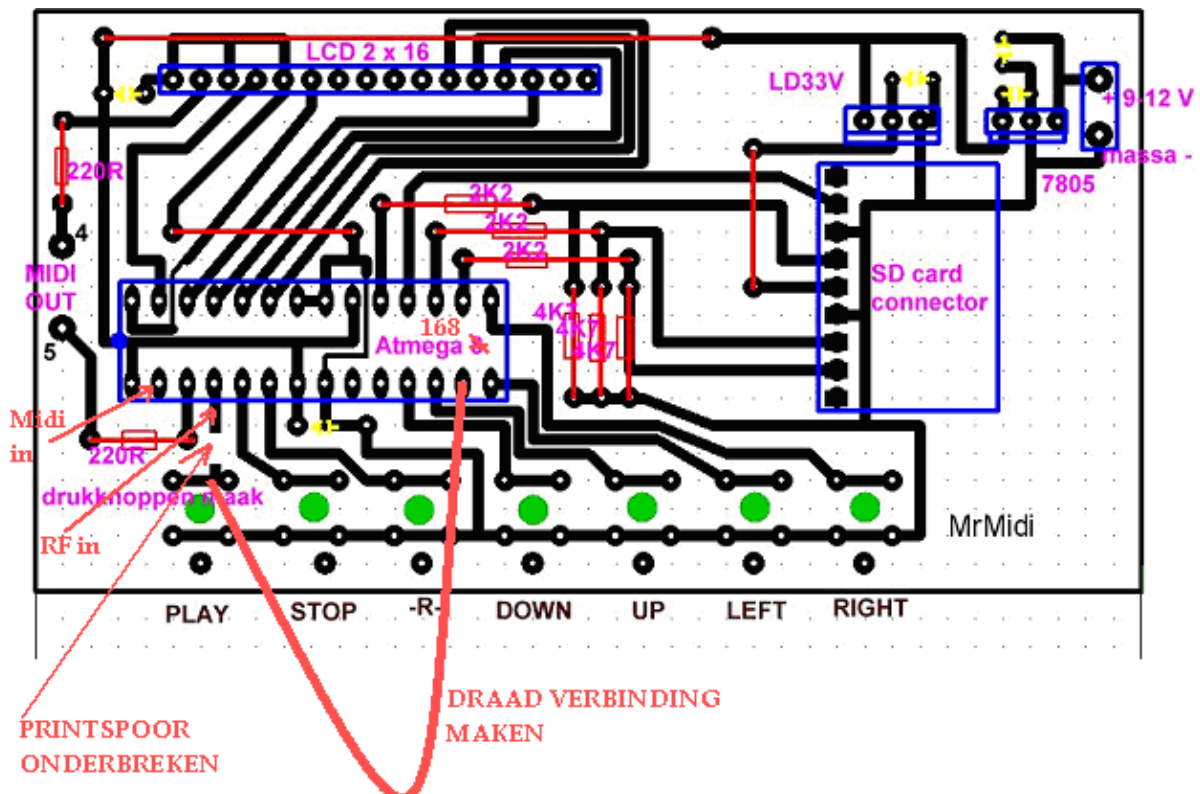 LCD 2 x 16
LD33V
+ 9-12 V
massa -
7805
220R
4
MIDI
OUT
5
2K2
2K2
2K2
SD card
connector
4K7
4K7
4K7
168
Atmega 8
Midi
in
220R
drukknoppen maak
RF in
MrMidi
PLAY
STOP
-R-
DOWN
UP
LEFT
RIGHT
DRAAD VERBINDING
MAKEN
PRINTSPOOR
ONDERBREKEN